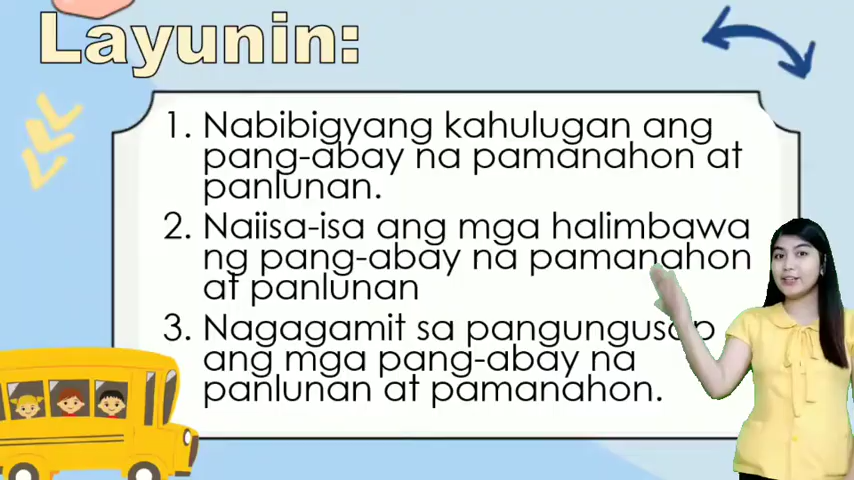 Layunin:
1. Nabibigyang kahulugan ang
pang-abay na pamanahon at
panlunan.
2. Naiisa-isa ang mga halimbawa
ng pang-abay na pamanahon
at panlunan
3. Nagagamit sa pangungusap
ang mga pang-abay na
panlunan at pamanahon.